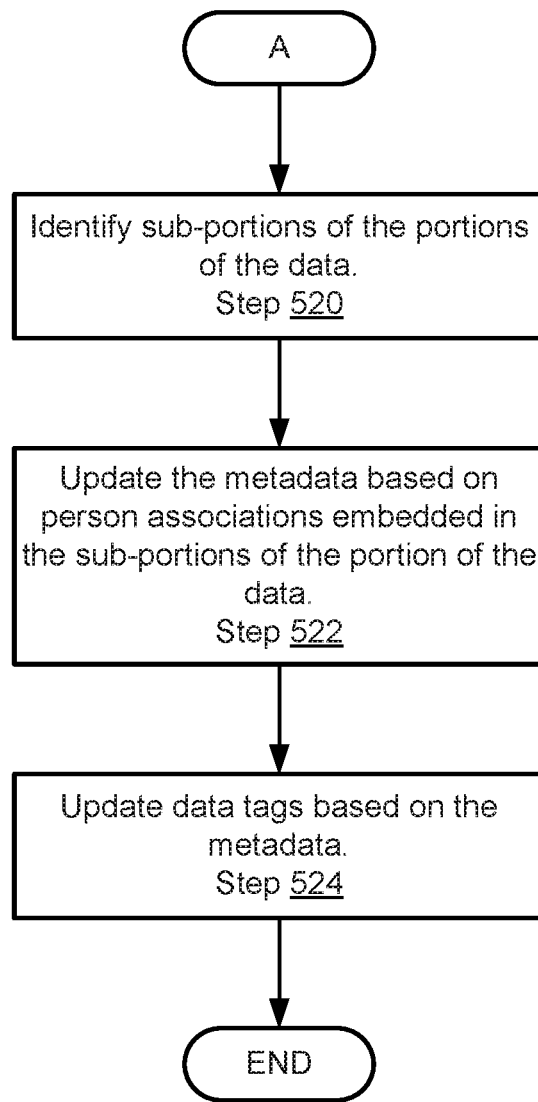 A
Identify sub-portions of the portions
of the data.
Step 520
Update the metadata based on
person associations embedded in
the sub-portions of the portion of the
data.
Step 522
Update data tags based on the
metadata.
Step 524
END